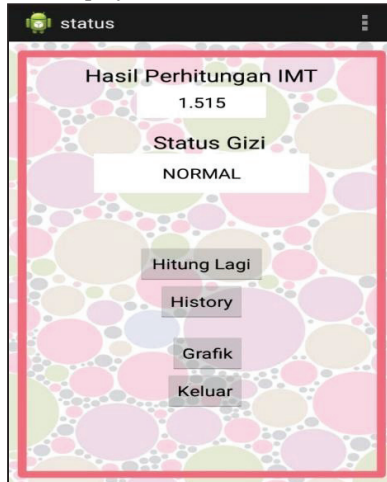 status
Hasil Perhitungan IMT
1.515
Status Gizi
NORMAL
Hitung Lagi
History
Grafik
Keluar